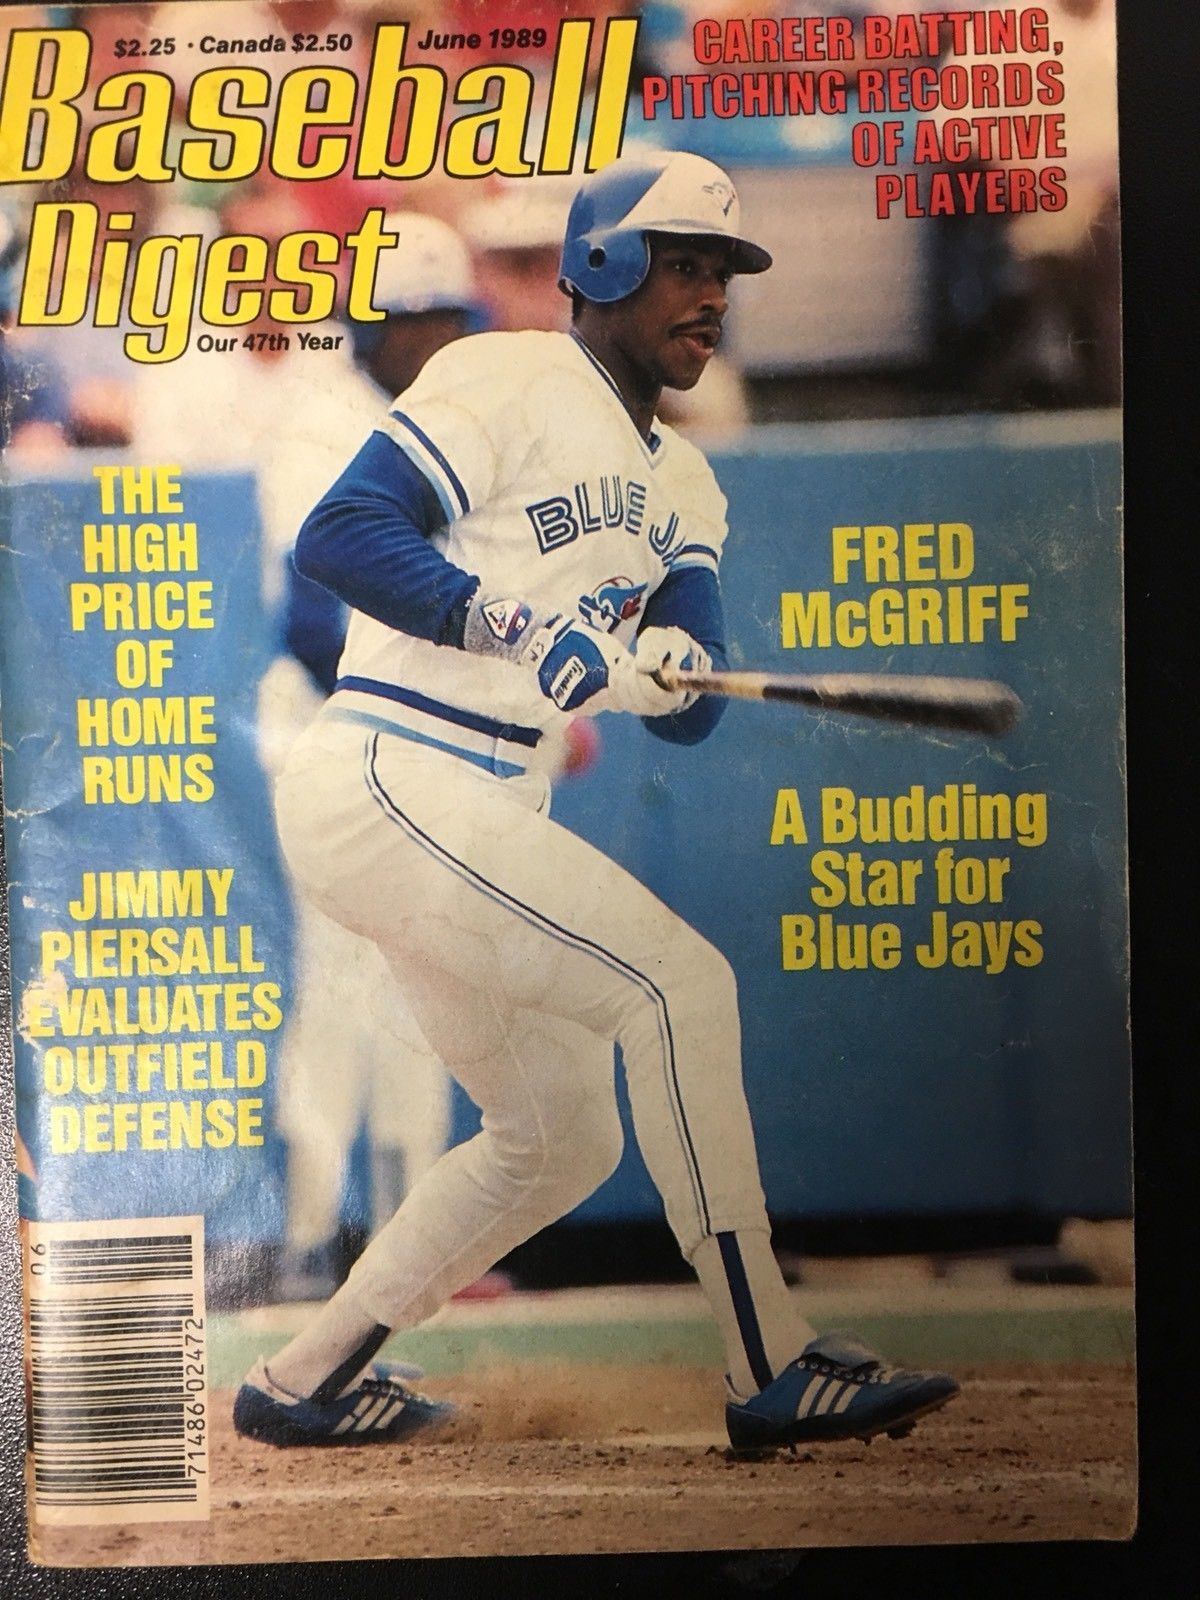 $2.25 · Canada $2.50
June 1989
Baseball
Digest
Our 47th Year
CAREER BATTING,
PITCHING RECORDS
OF ACTIVE
PLAYERS
THE
HIGH
PRICE
OF
HOME
RUNS
JIMMY
PIERSALL
EVALUATES
OUTFIELD
DEFENSE
FRED
McGRIFF
A Budding
Star for
Blue Jays
BLUE J
Franklin
06
71486 02472